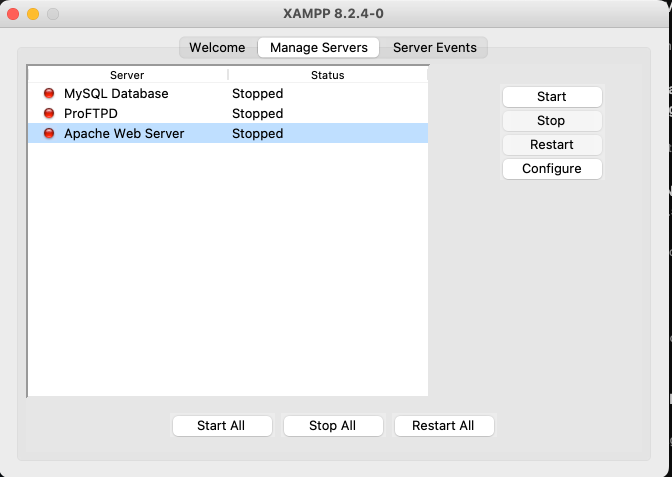 XAMPP 8.2.4-0
Welcome Manage Servers Server Events
Server Status
MySQL Database Stopped
ProFTPD Stopped
Apache Web Server Stopped
Start
Stop
Restart
Configure
Start All Stop All Restart All